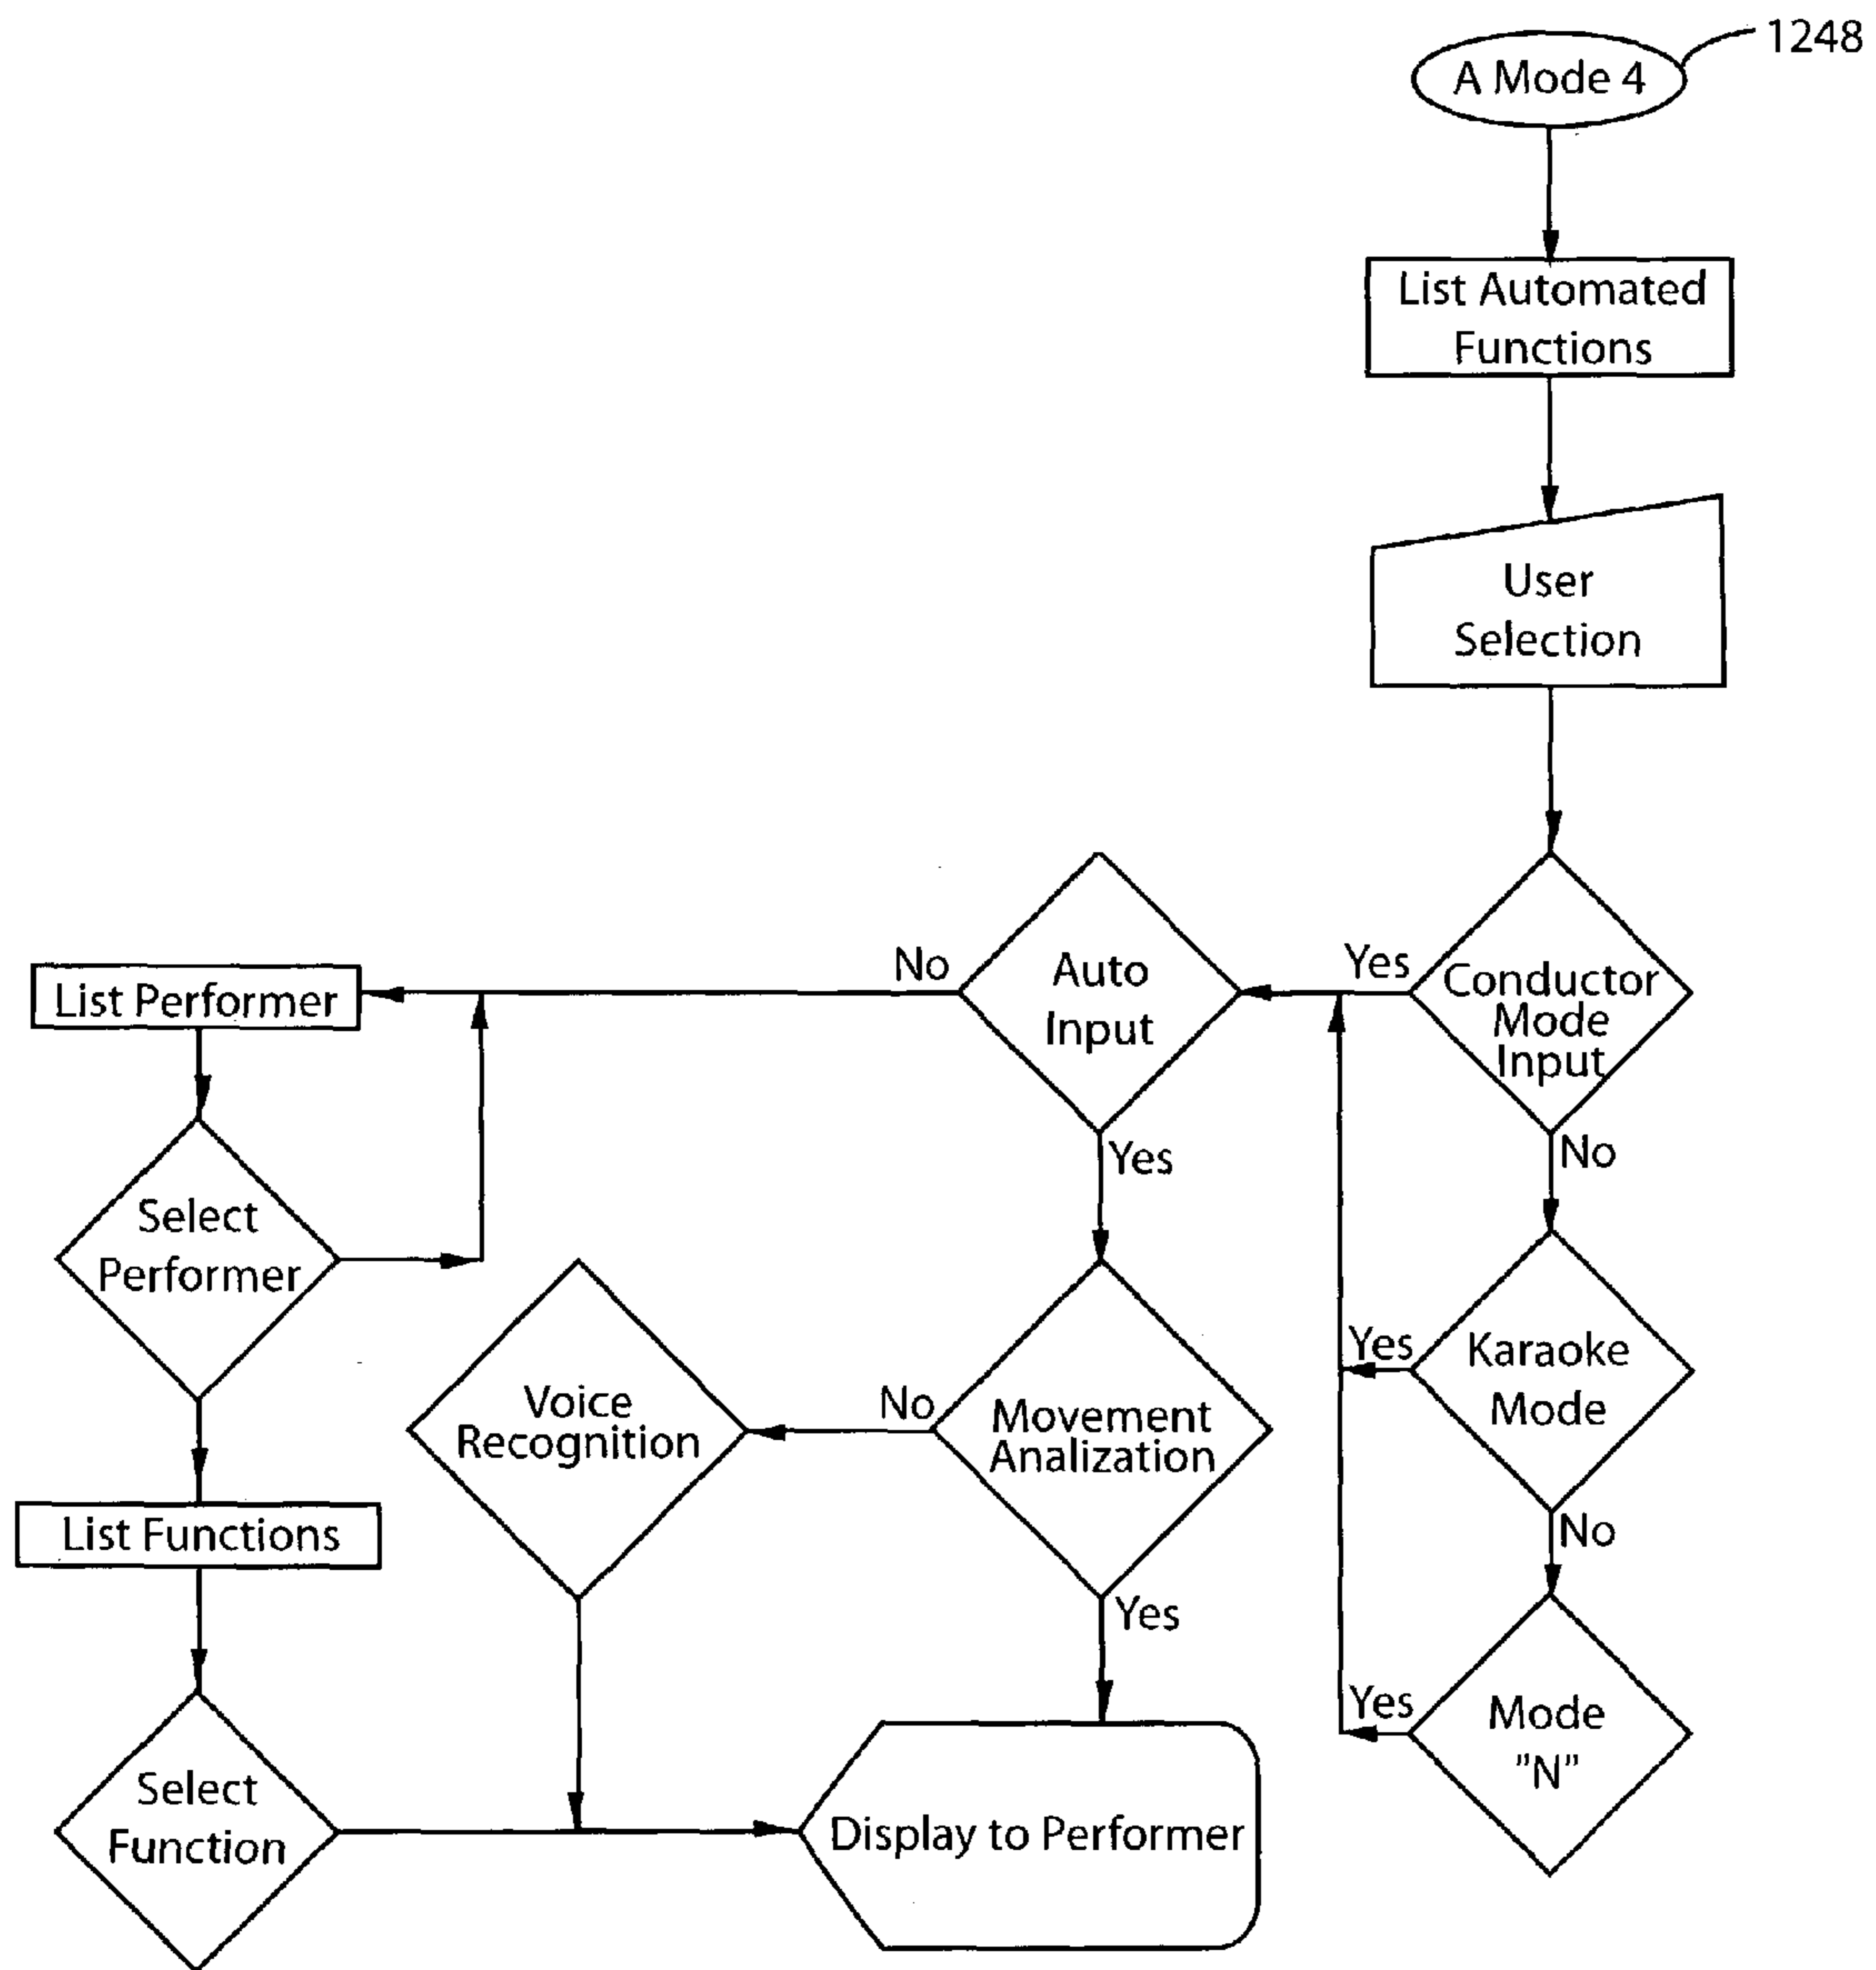 1248
A Mode 4
List Automated
Functions
User
Selection
Conductor
Mode
Input
Yes
No
Auto
Input
No
Yes
List Performer
Select
Performer
Karaoke
Mode
Yes
No
Movement
Analization
No
Yes
Voice
Recognition
List Functions
Mode
"N"
Yes
Select
Function
Display to Performer